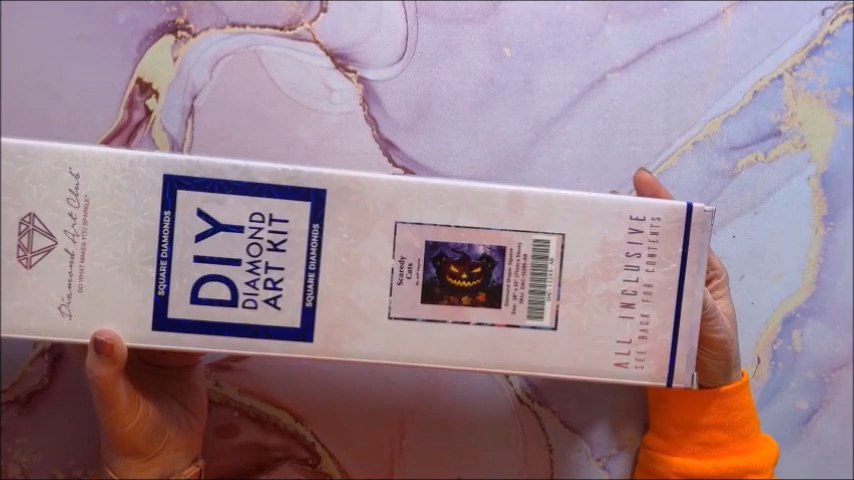 Diamond Art Club
DO WHAT MAKES YOU SPARKLE
SQUARE DIAMONDS
DIY
DIAMOND
ART KIT
SQUARE DIAMONDS
Scaredy
Cats
ALL INCLUSIVE
SEE BACK FOR CONTENTS